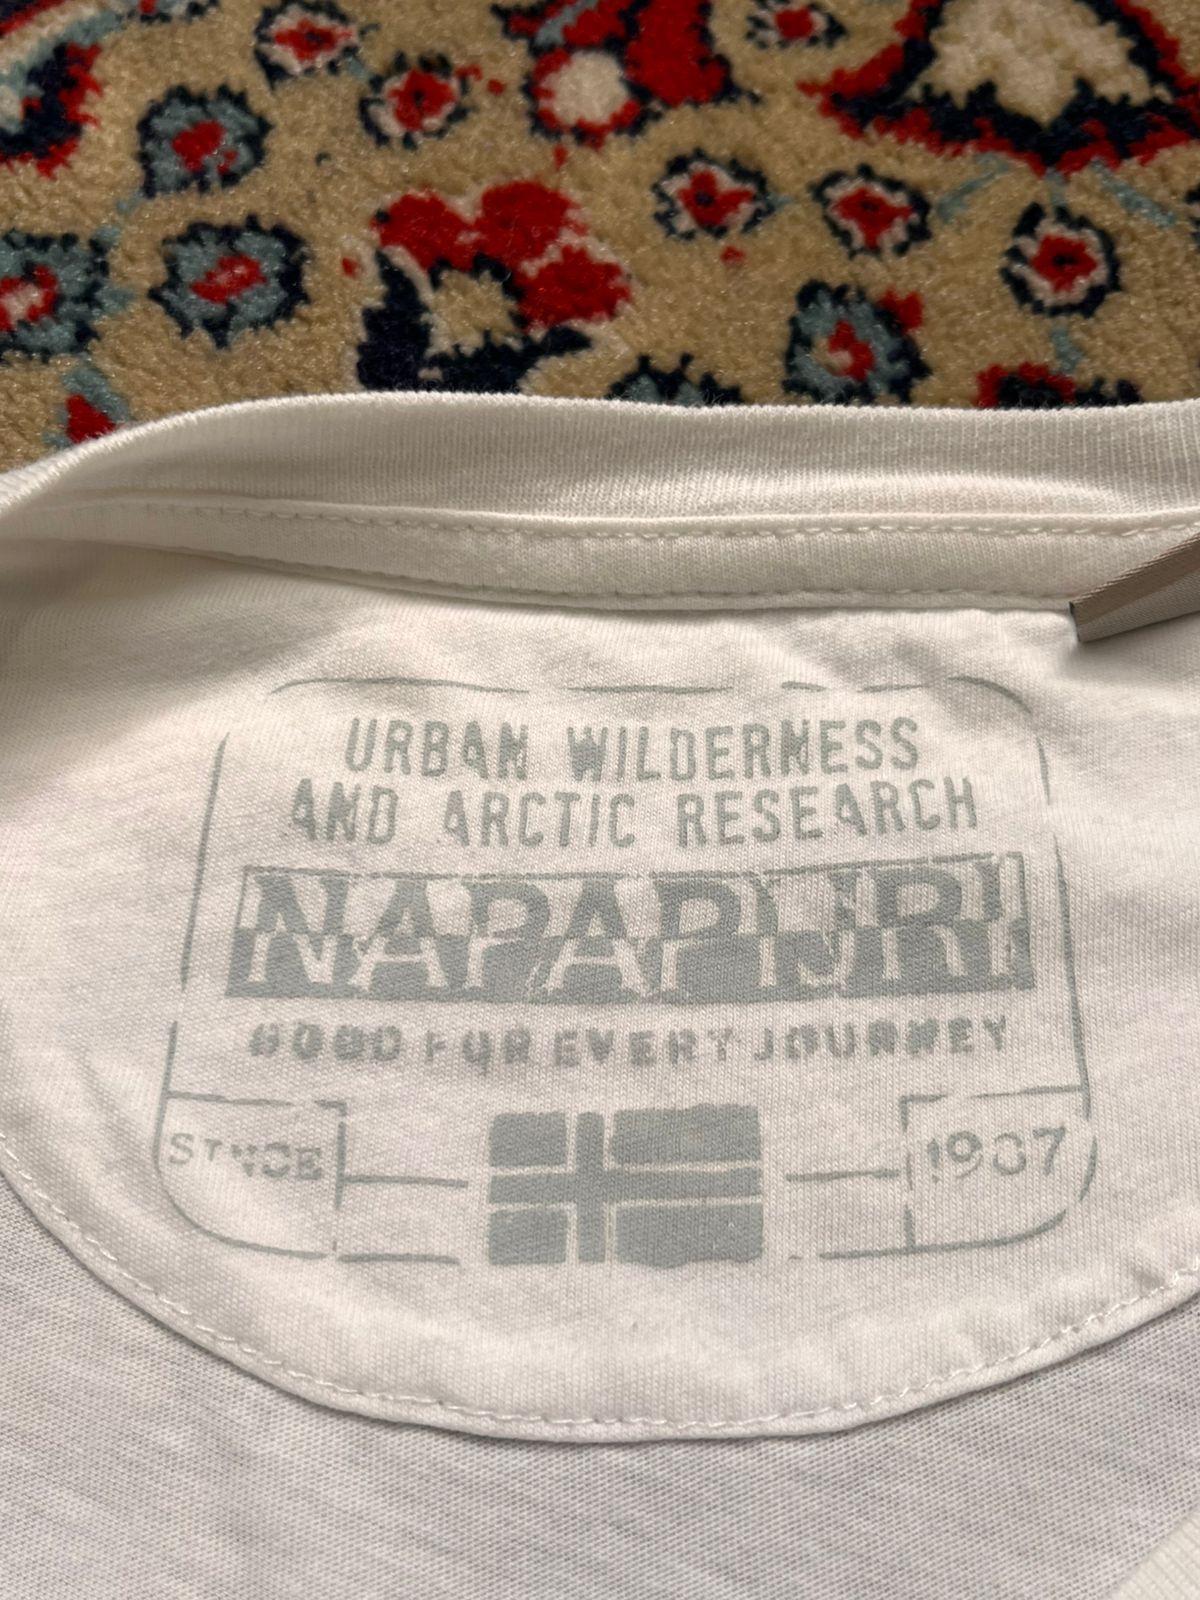 URBAN WILDERNESS
AND ARCTIC RESEARCH
NAPAPIJRI
GOOD FOR EVERY JOURNEY
SINCE
1987